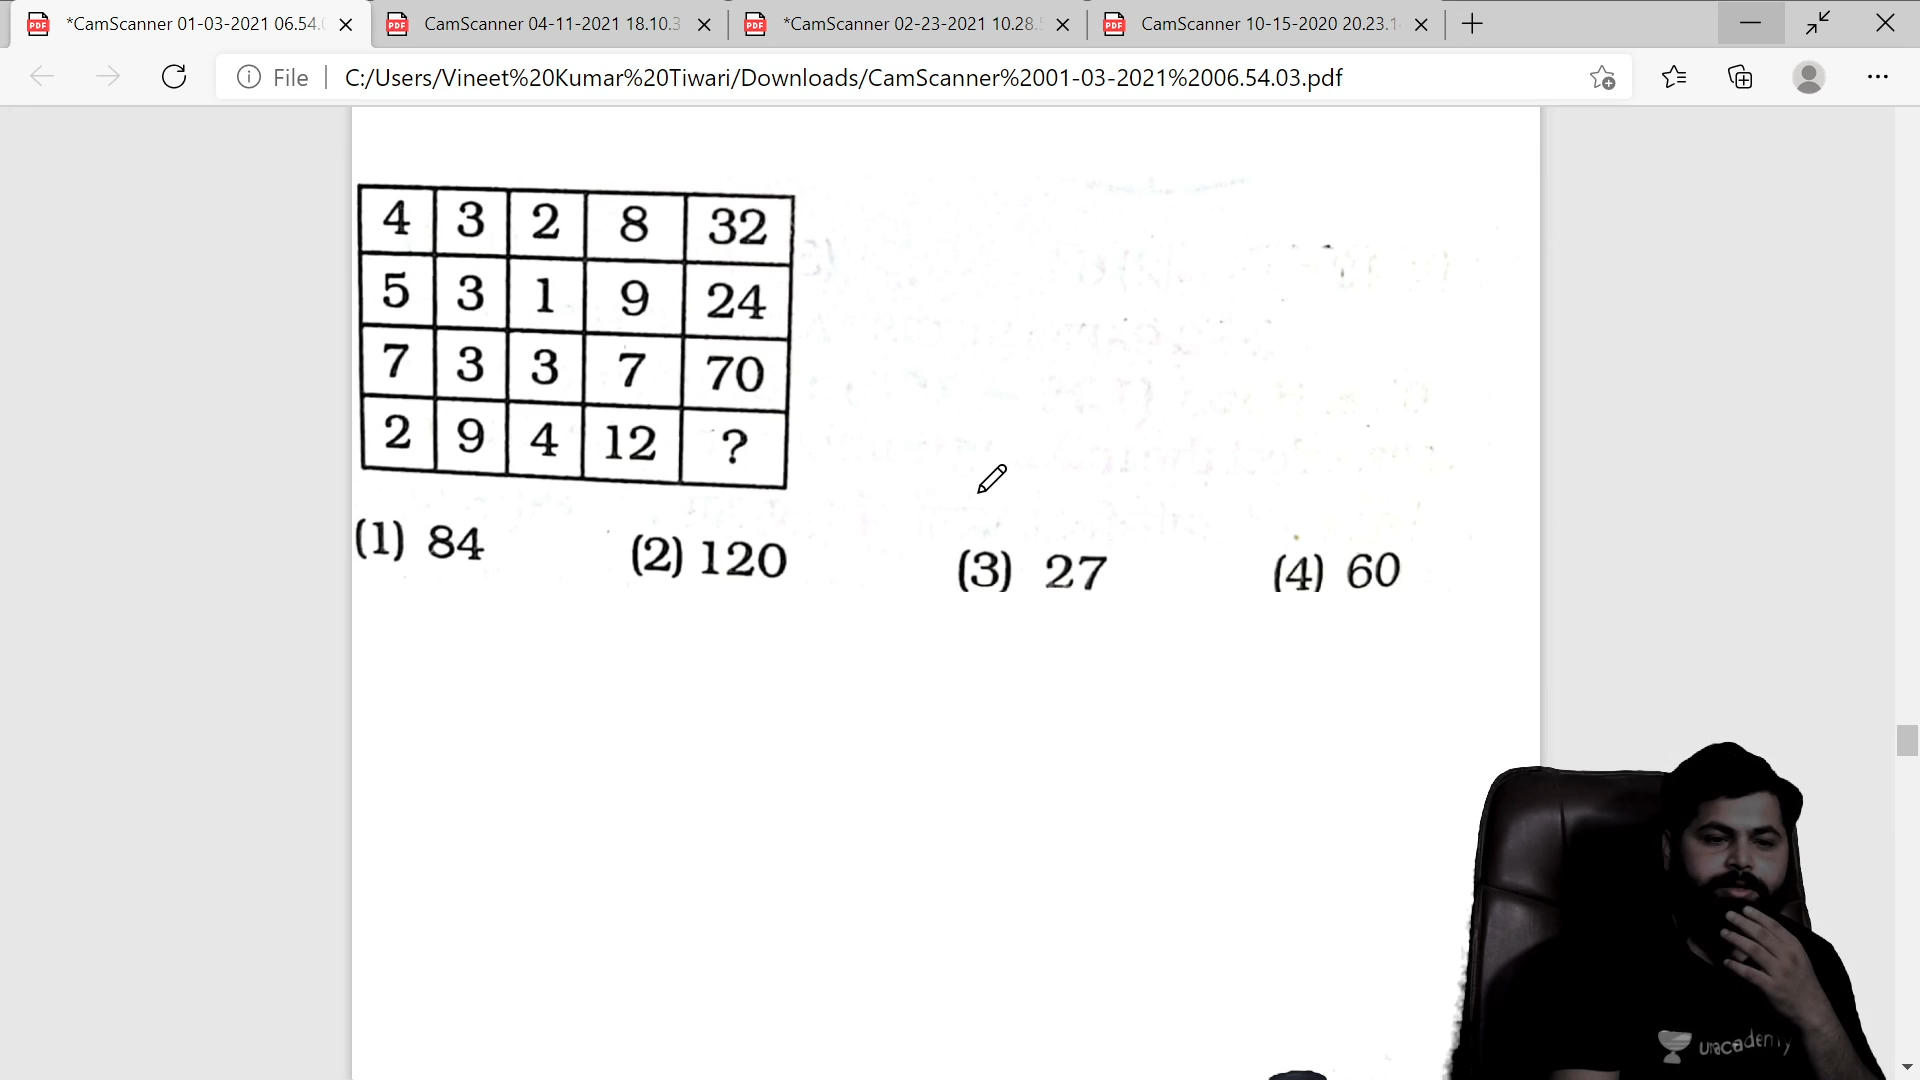 *CamScanner 01-03-2021 06.54.0
CamScanner 04-11-2021 18.10.3
*CamScanner 02-23-2021 10.28.
CamScanner 10-15-2020 20.23.1
File
C:/Users/Vineet%20Kumar%20Tiwari/Downloads/CamScanner%2001-03-2021%2006.54.03.pdf
4 3 2 8 32
5 3 1 9 24
7 3 3 7 70
2 9 4 12 ?
(1) 84 (2) 120 (3) 27 (4) 60